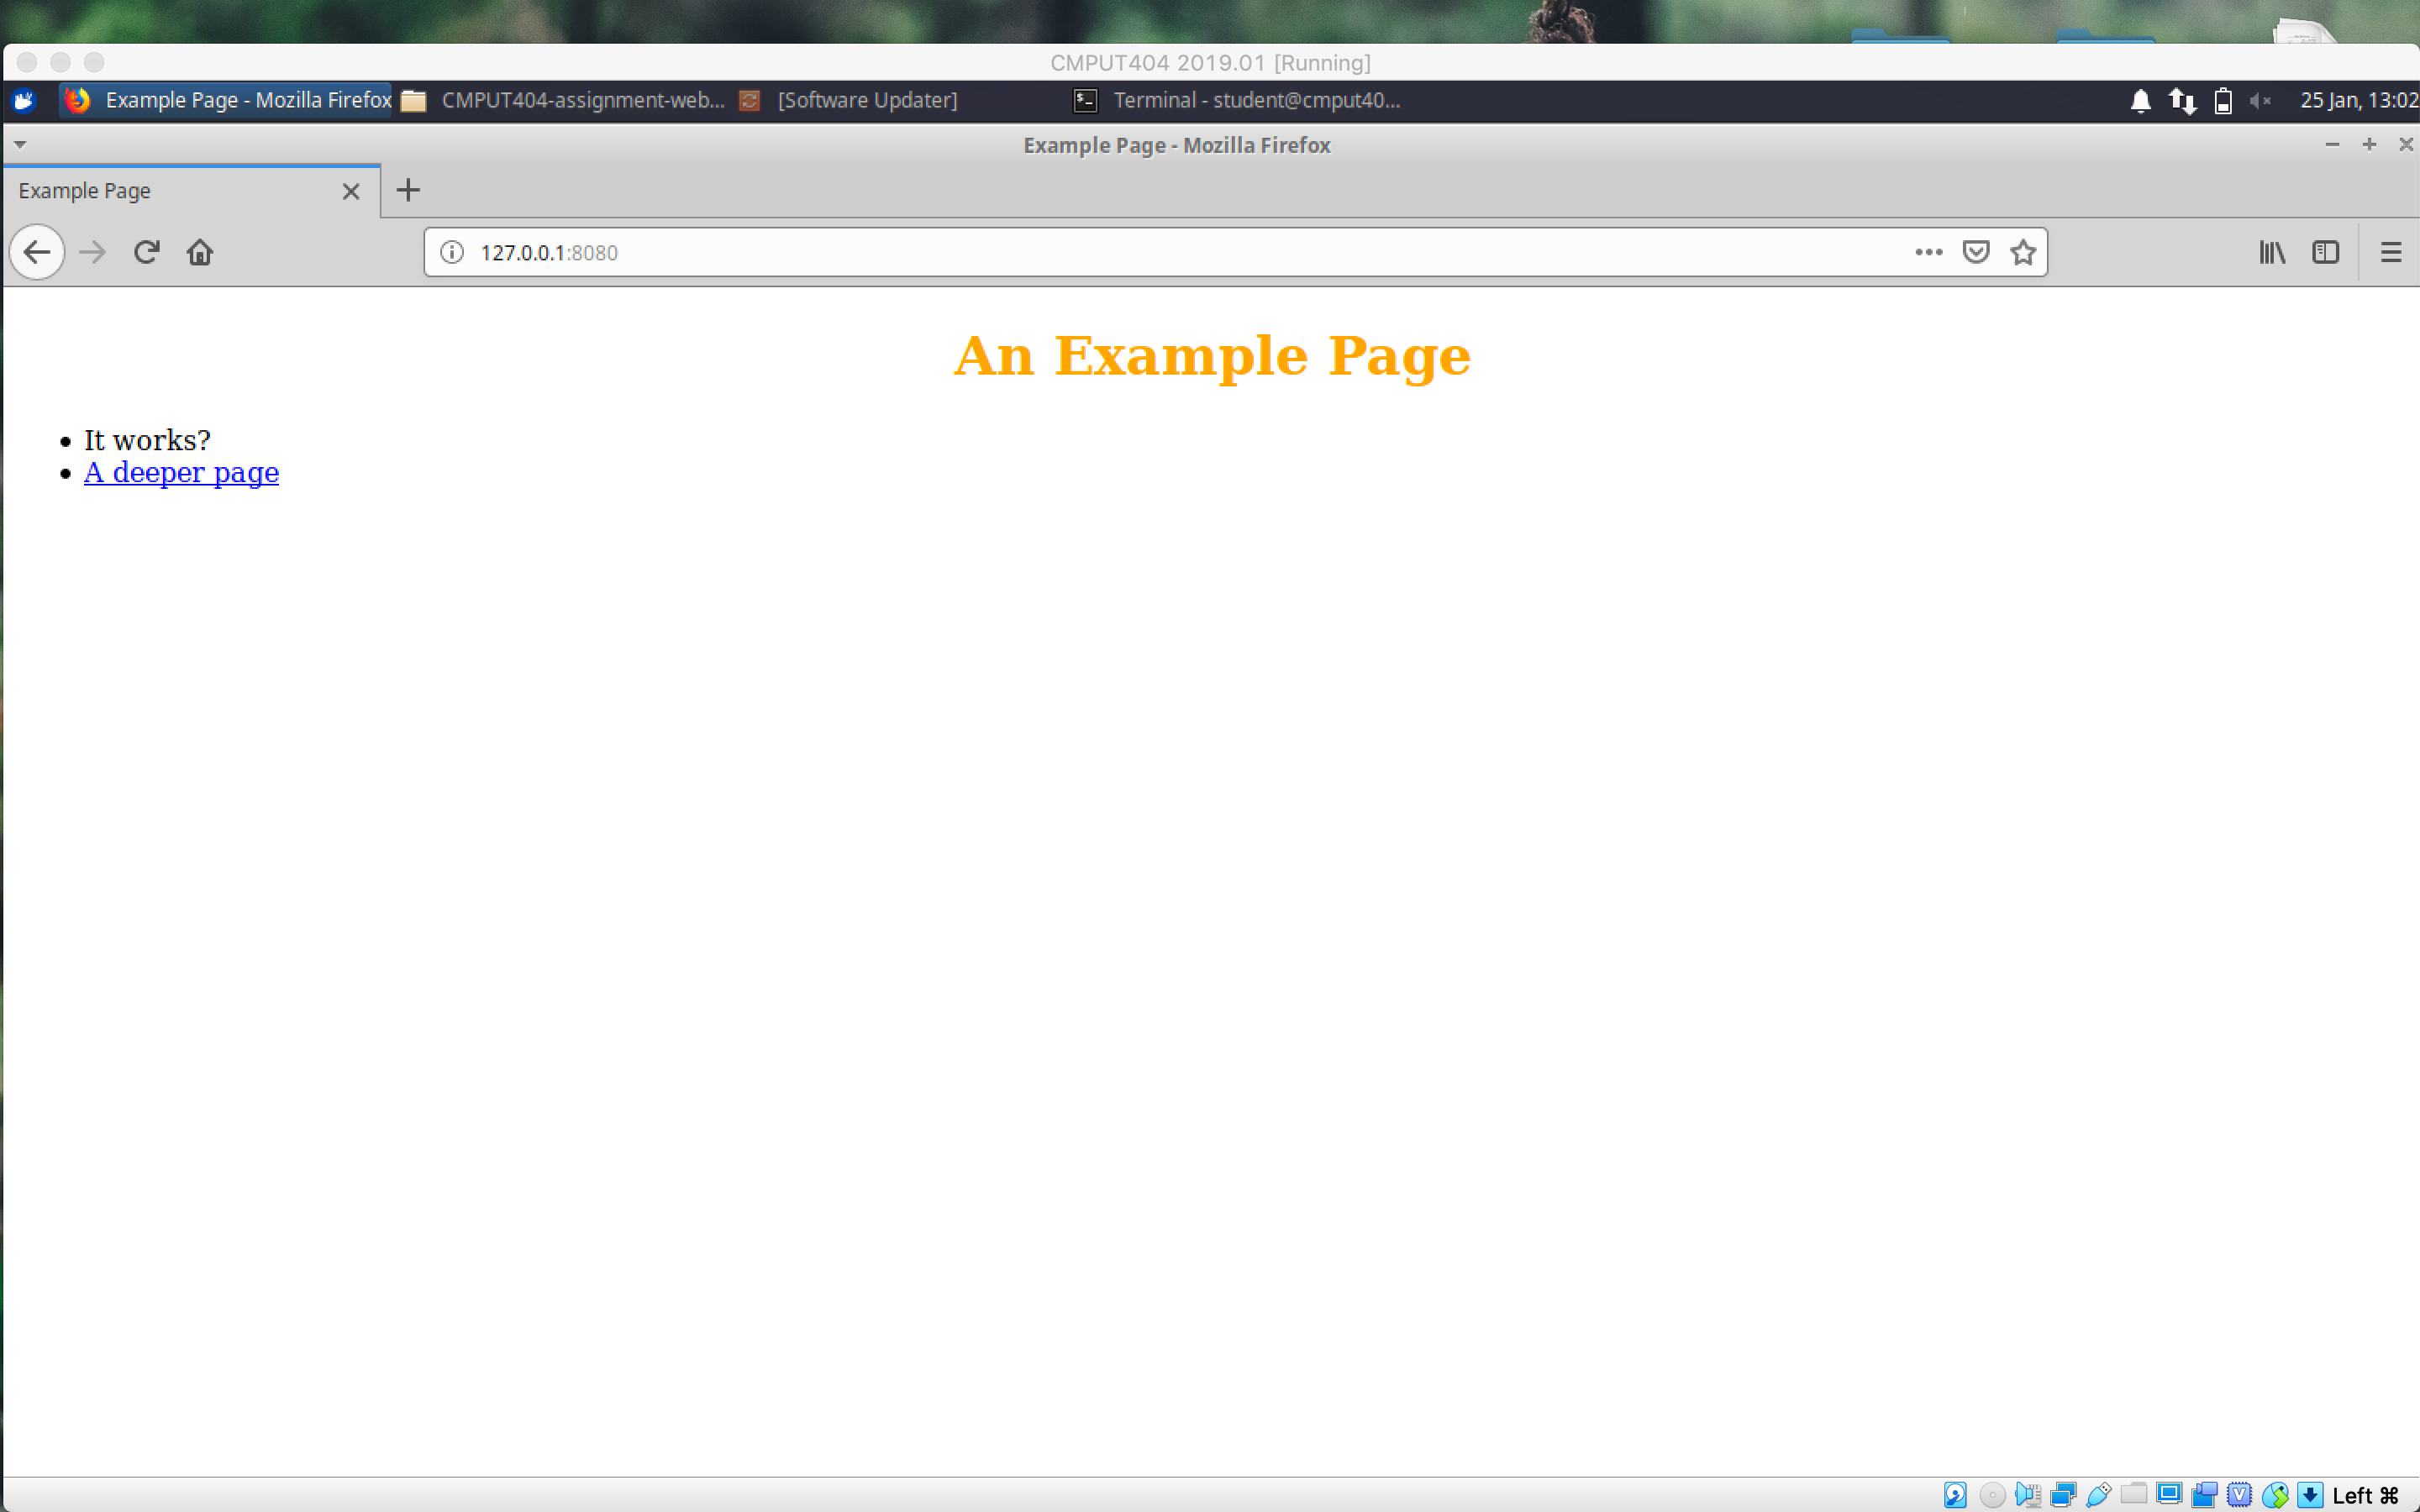 CMPUT404 2019.01 [Running]
Example Page - Mozilla Firefox CMPUT404-assignment-web... [Software Updater] Terminal - student@cmput40... 25 Jan, 13:02
Example Page - Mozilla Firefox
Example Page
127.0.0.1:8080
An Example Page
• It works?
• A deeper page
Left ⌘